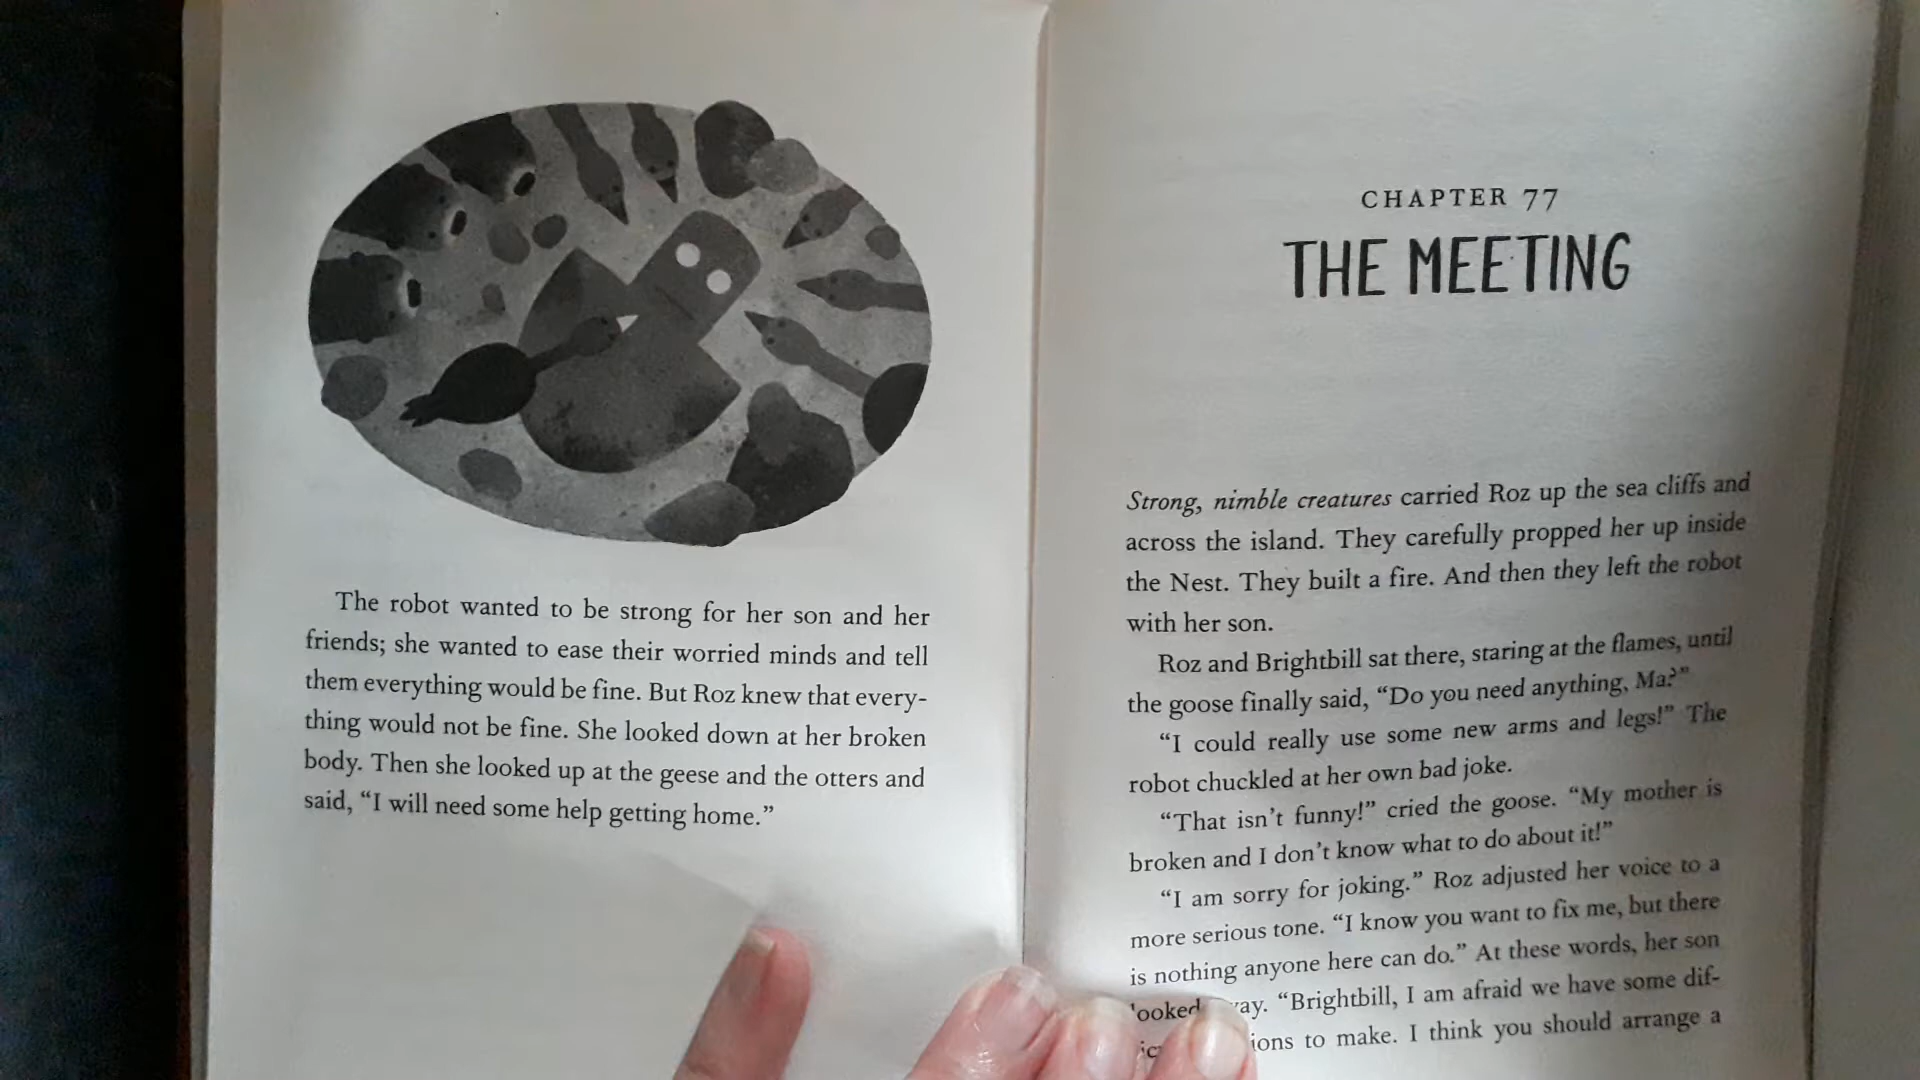 The robot wanted to be strong for her son and her
friends; she wanted to ease their worried minds and tell
them everything would be fine. But Roz knew that every-
thing would not be fine. She looked down at her broken
body. Then she looked up at the geese and the otters and
said, “I will need some help getting home.”
CHAPTER 77
THE MEETING
Strong, nimble creatures carried Roz up the sea cliffs and
across the island. They carefully propped her up inside
the Nest. They built a fire. And then they left the robot
with her son.
Roz and Brightbill sat there, staring at the flames, until
the goose finally said, “Do you need anything, Ma?”
“I could really use some new arms and legs!” The
robot chuckled at her own bad joke.
“That isn’t funny!” cried the goose. “My mother is
broken and I don’t know what to do about it!”
“I am sorry for joking.” Roz adjusted her voice to a
more serious tone. “I know you want to fix me, but there
is nothing anyone here can do.” At these words, her son
“Brightbill, I am afraid we have some dif-
to make. I think you should arrange a